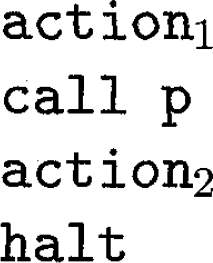 action₁
call p
action₂
halt